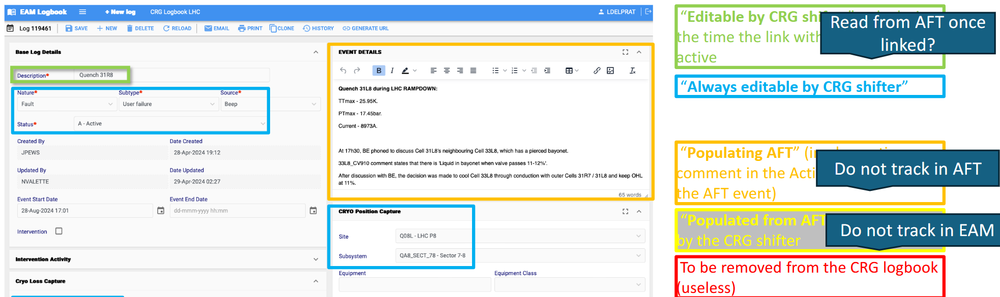 EAM Logbook
+ New log
CRG Logbook LHC
LDELPRAT
Log 119461
SAVE
NEW
DELETE
RELOAD
EMAIL
PRINT
CLONE
HISTORY
GENERATE URL
Base Log Details
Description*
Quench 31R8
Nature*
Subtype*
Source*
Fault
User failure
Beep
Status*
A - Active
Created By
Date Created
JPEWS
28-Apr-2024 19:12
Updated By
Date Updated
NVALETTE
29-Apr-2024 02:27
Event Start Date
Event End Date
28-Aug-2024 17:01
dd-mmm-yyyy hh:mm
Intervention
Intervention Activity
Cryo Loss Capture
EVENT DETAILS
B I
Quench 31L8 during LHC RAMPDOWN:
TTmax - 25.95K.
PTmax - 17.45bar.
Current - 8973A.
At 17h30, BE phoned to discuss Cell 31L8's neighbouring Cell 33L8, which has a pierced bayonet.
33L8_CV910 comment states that there is 'Liquid in bayonet when valve passes 11-12%'.
After discussion with BE, the decision was made to cool Cell 33L8 through conduction with outer Cells 31R7 / 31L8 and keep OHL
at 11%.
65 words
CRYO Position Capture
Site
Q08L - LHC P8
Subsystem
QA8_SECT_78 - Sector 7-8
Equipment
Equipment Class
"Editable by CRG
the time the link
active
Read from AFT once
linked?
"Always editable by CRG shifter"
"Populating AFT"
comment in the
the AFT event)
Do not track in AFT
"Populated from AFT
by the CRG shifter
Do not track in EAM
To be removed from the CRG logbook
(useless)